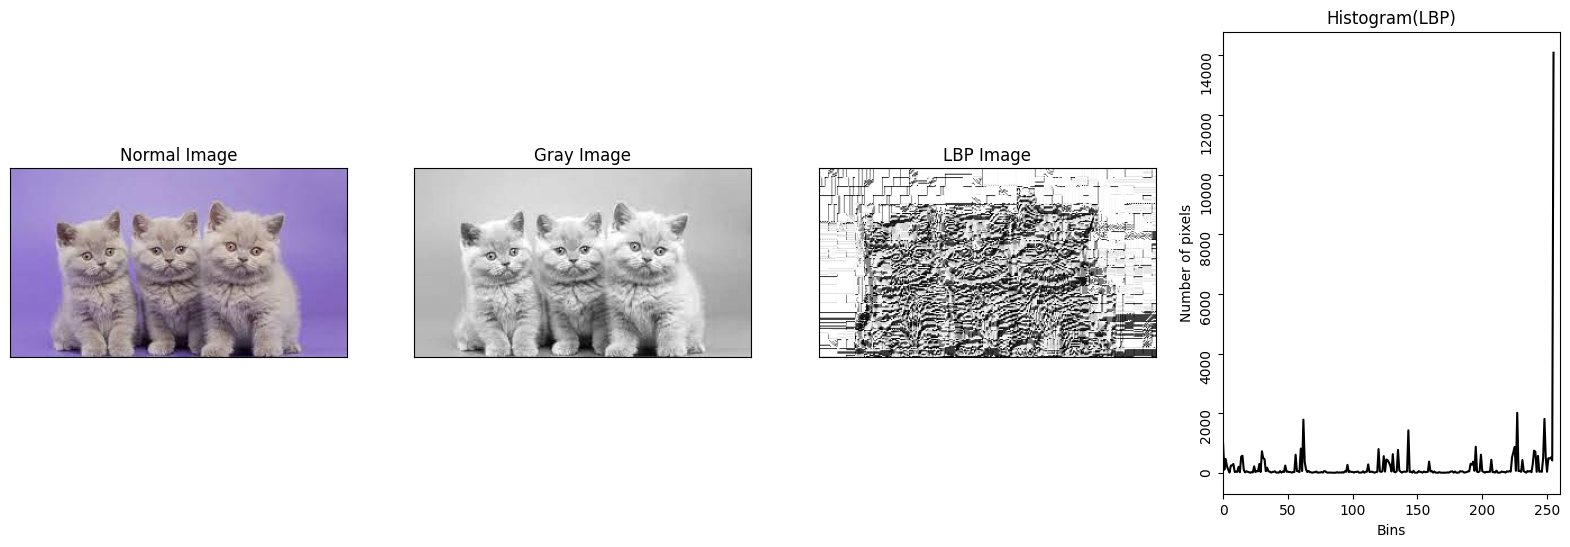 Normal Image
Gray Image
LBP Image
Histogram(LBP)
Number of pixels
14000
12000
10000
8000
6000
4000
2000
0
0 50 100 150 200 250
Bins